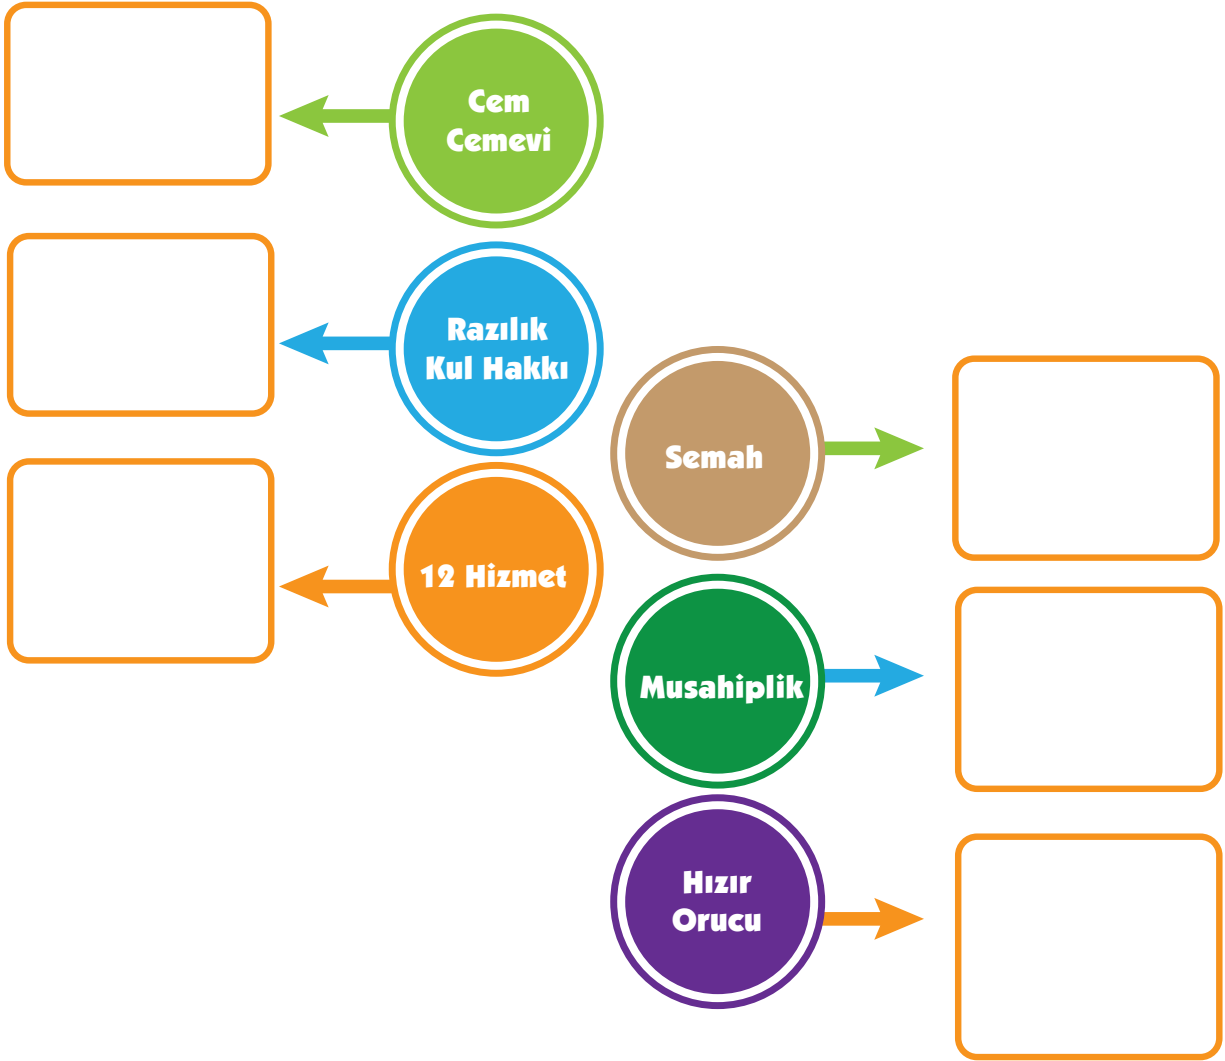 Cem
Cemevi
Razılık
Kul Hakkı
Semah
12 Hizmet
Musahiplik
Hızır
Orucu